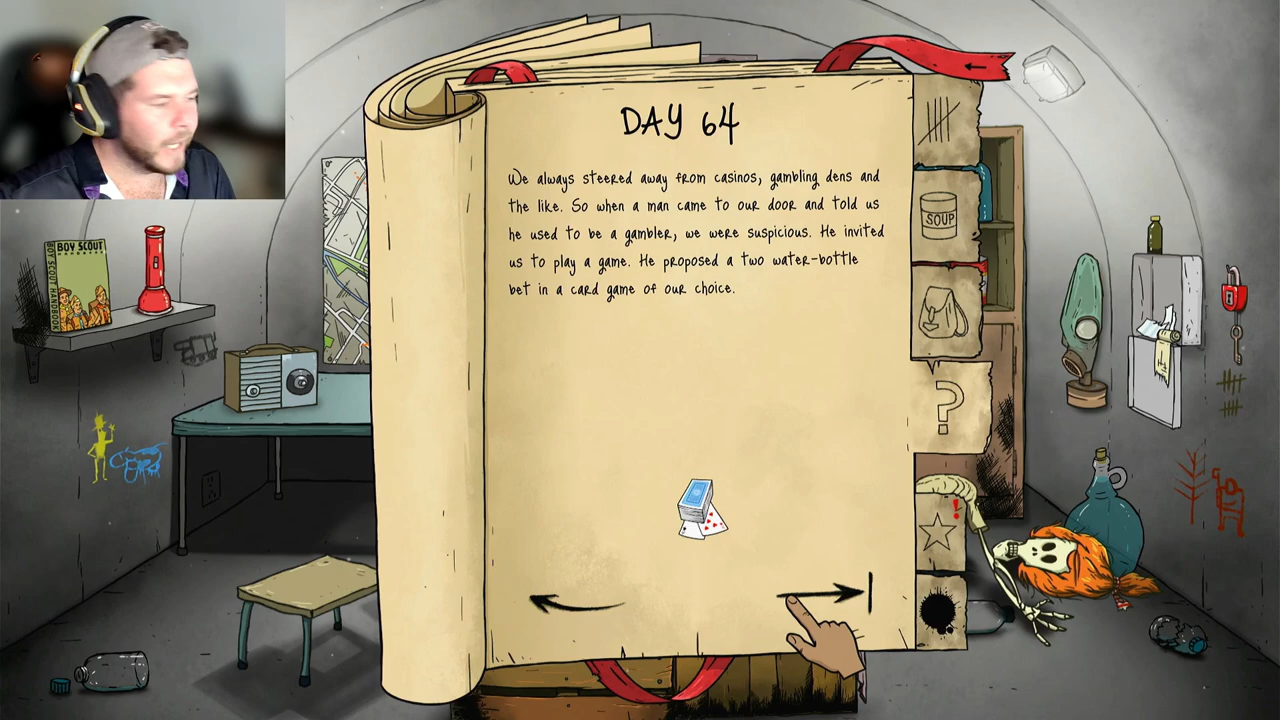 DAY 64
We always steered away from casinos, gambling dens and
the like. So when a man came to our door and told us
he used to be a gambler, we were suspicious. He invited
us to play a game. He proposed a two water-bottle
bet in a card game of our choice.
SOUP
?
!
BOY SCOUT
HANDBOOK
BOY SCOUT HANDBOOK